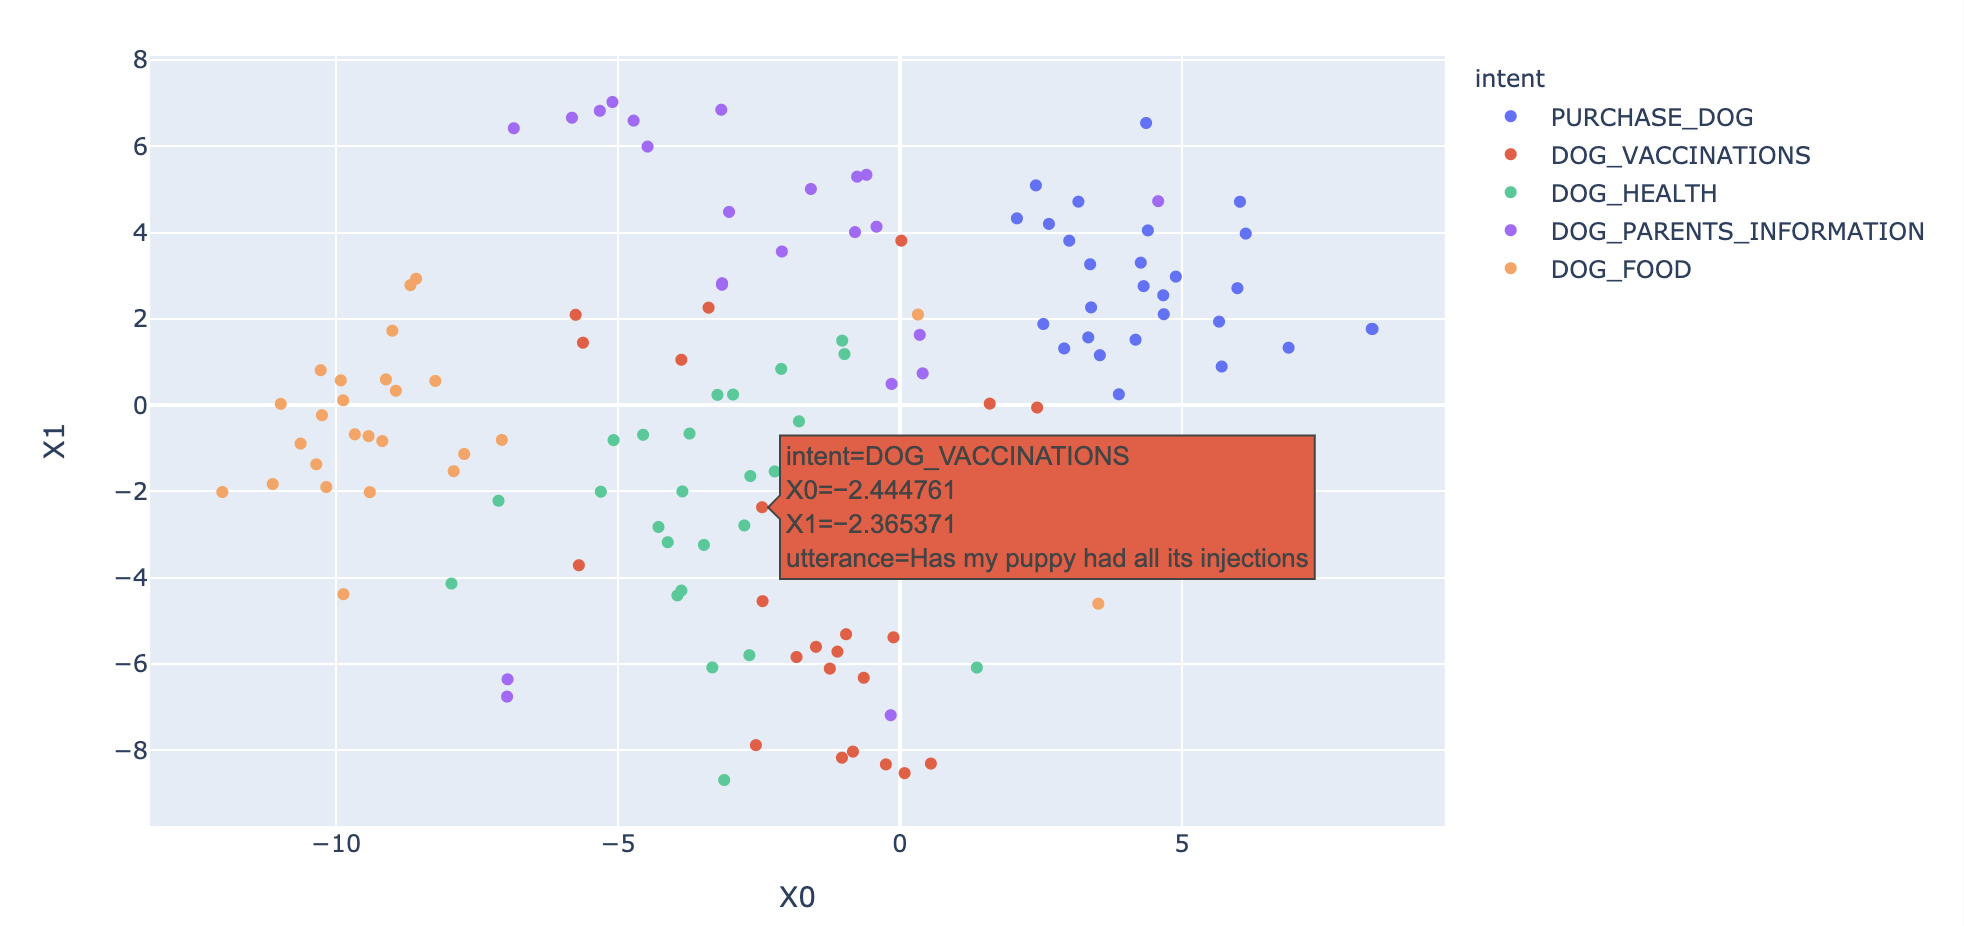 8
6
4
2
0
−2
−4
−6
−8
X1
−10
−5
0
5
X0
intent
PURCHASE_DOG
DOG_VACCINATIONS
DOG_HEALTH
DOG_PARENTS_INFORMATION
DOG_FOOD
intent=DOG_VACCINATIONS
X0=−2.444761
X1=−2.365371
utterance=Has my puppy had all its injections